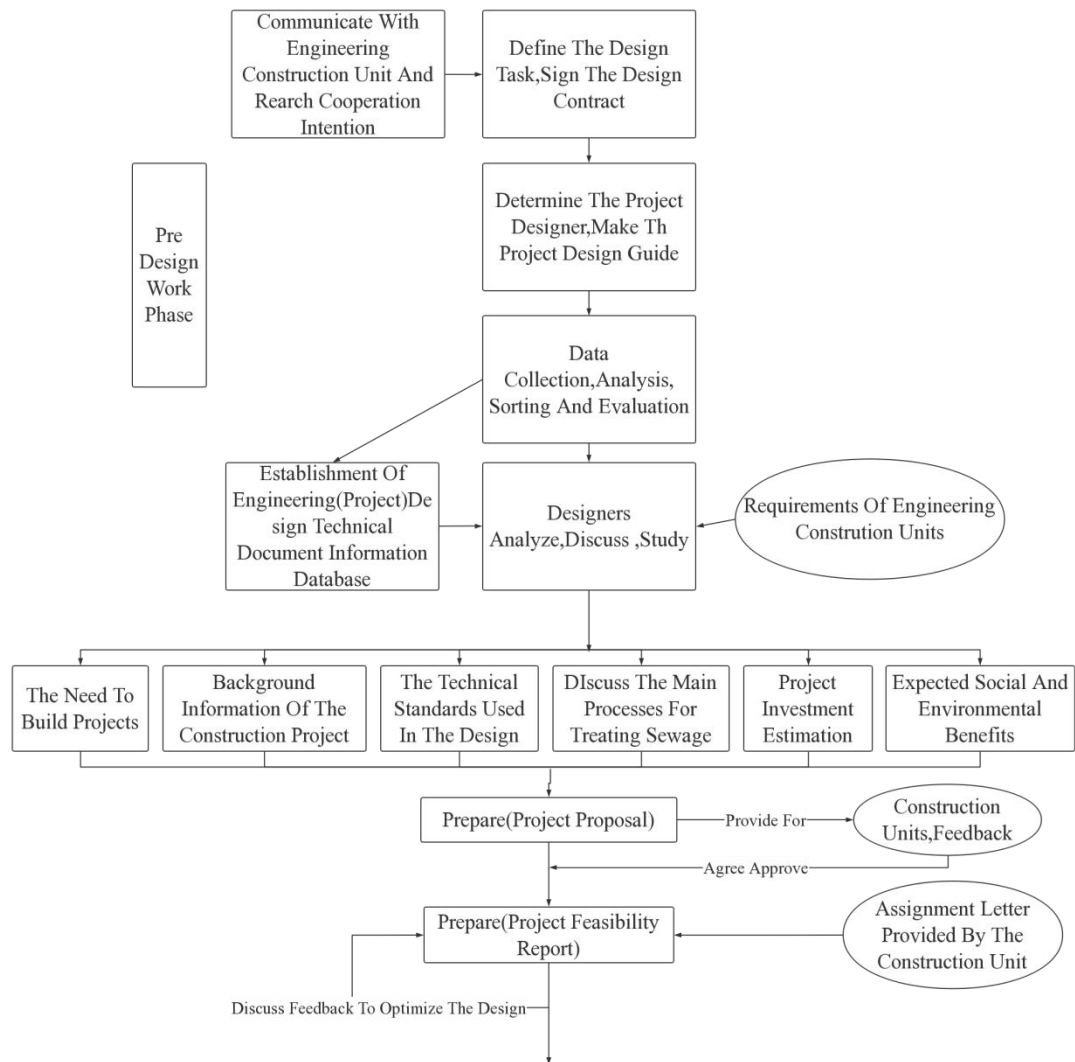 Communicate With
Engineering
Construction Unit And
Rearch Cooperation
Intention
Define The Design
Task,Sign The Design
Contract
Pre
Design
Work
Phase
Determine The Project
Designer,Make Th
Project Design Guide
Data
Collection,Analysis,
Sorting And Evaluation
Establishment Of
Engineering(Project)De
sign Technical
Document Information
Database
Designers
Analyze,Discuss ,Study
Requirements Of Engineering
Constrution Units
The Need To
Build Projects
Background
Information Of The
Construction Project
The Technical
Standards Used
In The Design
DIscuss The Main
Processes For
Treating Sewage
Project
Investment
Estimation
Expected Social And
Environmental
Benefits
Prepare(Project Proposal)
Provide For
Construction
Units,Feedback
Agree Approve
Prepare(Project Feasibility
Report)
Assignment Letter
Provided By The
Construction Unit
Discuss Feedback To Optimize The Design